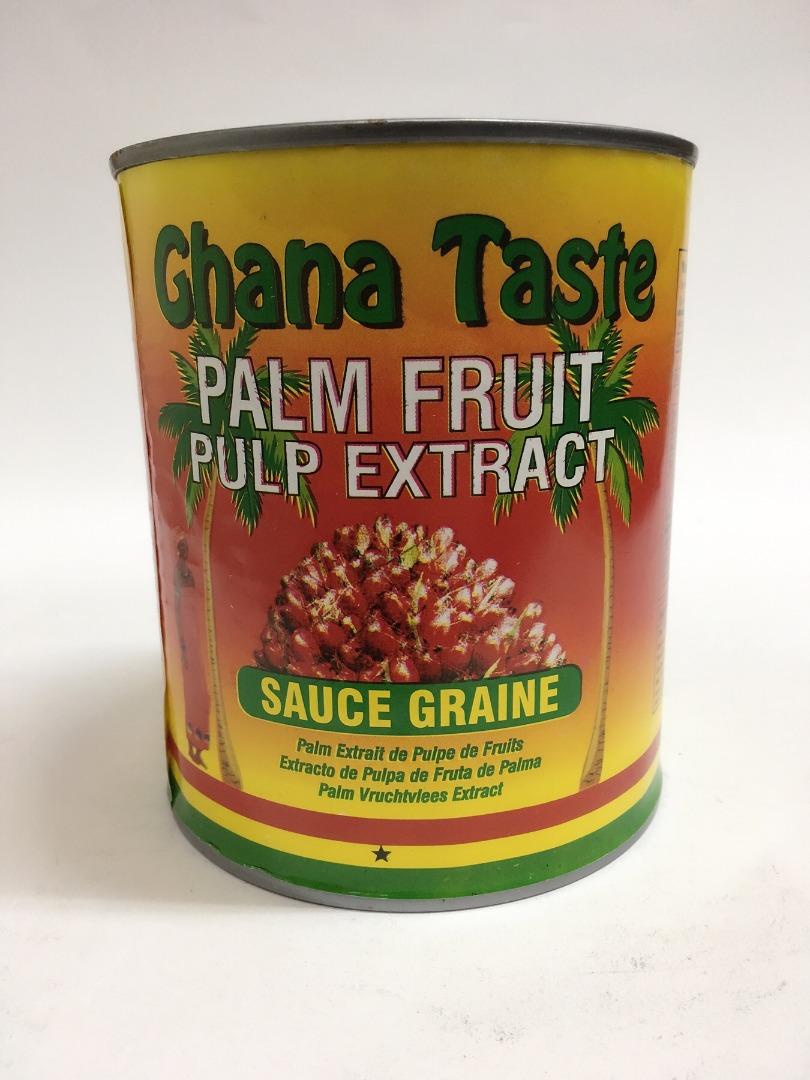 Ghana Taste
PALM FRUIT
PULP EXTRACT
SAUCE GRAINE
Palm Extrait de Pulpe de Fruits
Extracto de Pulpa de Fruta de Palma
Palm Vruchtvlees Extract